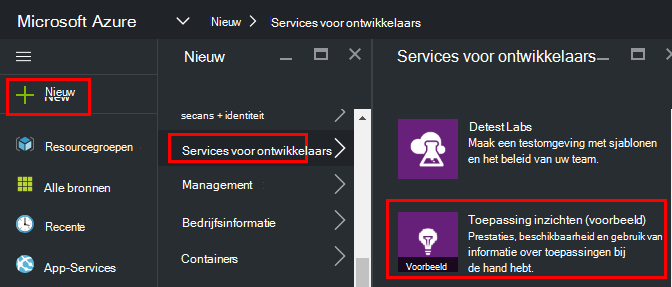 Microsoft Azure
Nieuw > Services voor ontwikkelaars
Nieuw
New
Resourcegroepen
Alle bronnen
Recente
App-Services
Nieuw
secans + identiteit
Services voor ontwikkelaars
Management
Bedrijfsinformatie
Containers
Services voor ontwikkelaars
Detest Labs
Maak een testomgeving met sjablonen
en het beleid van uw team.
Toepassing inzichten (voorbeeld)
Prestaties, beschikbaarheid en gebruik van
informatie over toepassingen bij
de hand hebt.
Voorbeeld